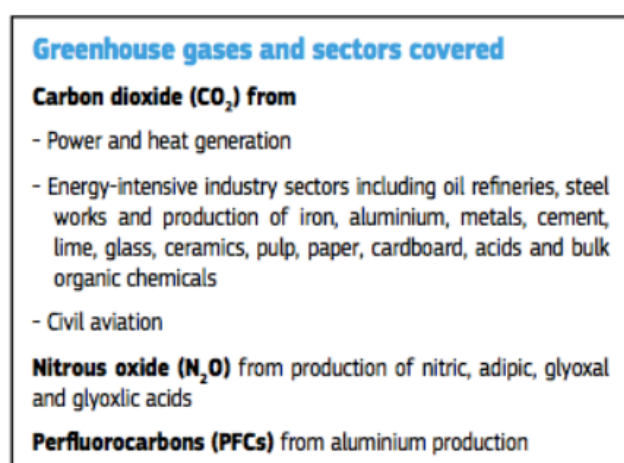 Greenhouse gases and sectors covered
Carbon dioxide (CO₂) from
- Power and heat generation
- Energy-intensive industry sectors including oil refineries, steel
works and production of iron, aluminium, metals, cement,
lime, glass, ceramics, pulp, paper, cardboard, acids and bulk
organic chemicals
- Civil aviation
Nitrous oxide (N₂O) from production of nitric, adipic, glyoxal
and glyoxlic acids
Perfluorocarbons (PFCs) from aluminium production